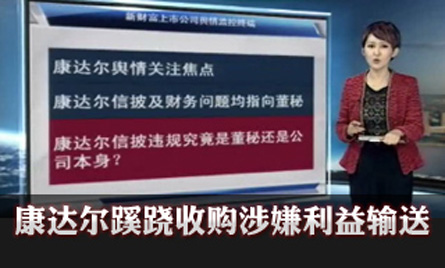 新财富上市公司舆情监控终端
康达尔舆情关注焦点
康达尔信披及财务问题均指向董秘
康达尔信披违规究竟是董秘还是公
司本身？
康达尔蹊跷收购涉嫌利益输送